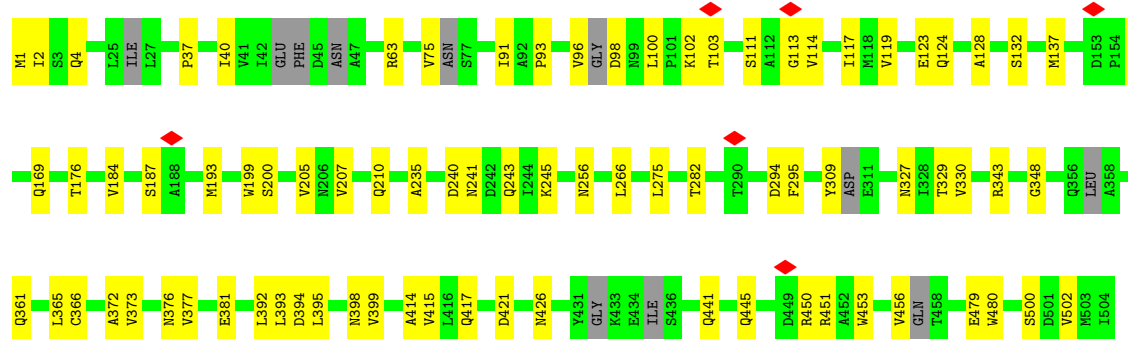 M1 I2 S3 Q4 L25 ILE L27 P37 I40 V41 I42 GLU PHE D45 ASN A47 R63 V75 ASN S77 I91 A92 P93 V96 GLY D98 N99 L100 P101 K102 T103 S111 A112 G113 V114 I117 M118 V119 E123 Q124 A128 S132 M137 D153 P154
Q169 T176 V184 S187 A188 M193 W199 S200 V205 N206 V207 Q210 A235 D240 N241 D242 Q243 I244 K245 N256 L266 L275 T282 T290 D294 F295 Y309 ASP E311 N327 I328 T329 V330 R343 G348 Q356 LEU A358
Q361 L365 C366 A372 V373 N376 V377 E381 L392 L393 D394 L395 N398 V399 A414 V415 L416 Q417 D421 N426 Y431 GLY K433 E434 ILE S436 Q441 Q445 D449 R450 R451 A452 W453 V456 GLN T458 E479 W480 S500 D501 V502 M503 I504